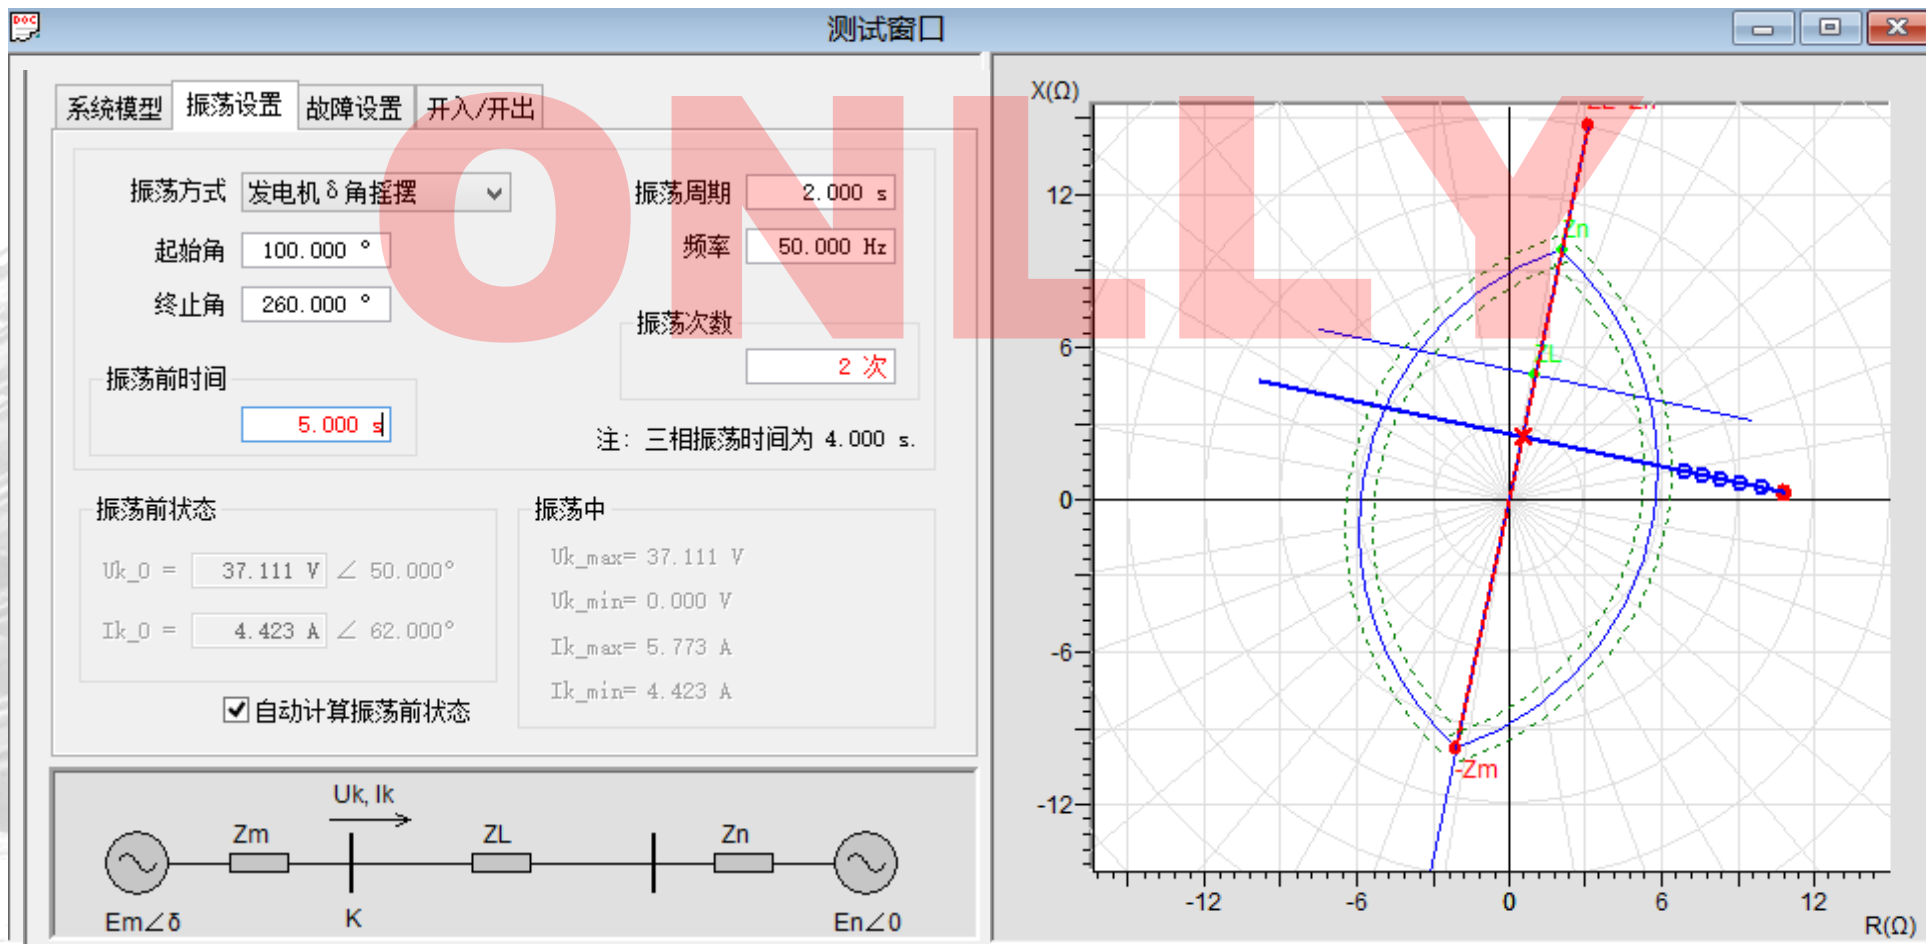 DOC
测试窗口
系统模型 振荡设置 故障设置 开入/开出
ONLLY
振荡方式 发电机δ角摇摆
振荡周期 2.000 s
起始角 100.000 °
频率 50.000 Hz
终止角 260.000 °
振荡次数
2 次
振荡前时间
5.000 s
注: 三相振荡时间为 4.000 s.
振荡前状态
Uk_0 = 37.111 V ∠ 50.000°
Ik_0 = 4.423 A ∠ 62.000°
自动计算振荡前状态
振荡中
Uk_max= 37.111 V
Uk_min= 0.000 V
Ik_max= 5.773 A
Ik_min= 4.423 A
Uk, Ik
Zm ZL Zn
Em∠δ K En∠0
X(Ω)
12
Zn
6
ZL
0
-6
-Zm
-12
-12 -6 0 6 12
R(Ω)